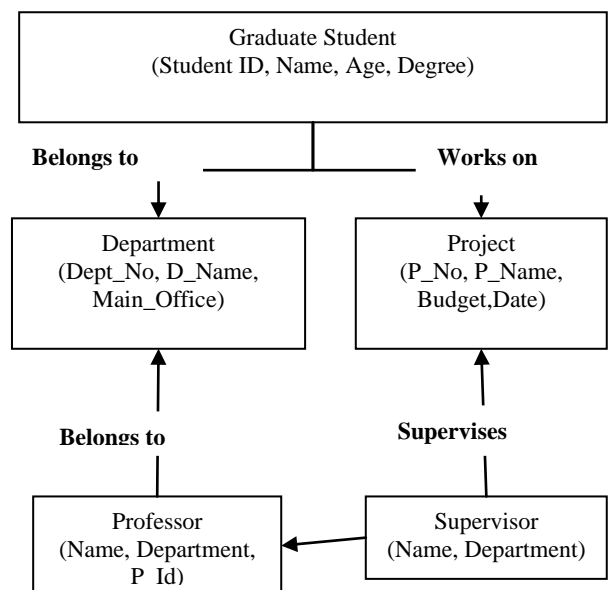 Graduate Student
(Student ID, Name, Age, Degree)
Belongs to
Works on
Department
(Dept_No, D_Name,
Main_Office)
Project
(P_No, P_Name,
Budget,Date)
Belongs to
Supervises
Professor
(Name, Department,
P_Id)
Supervisor
(Name, Department)